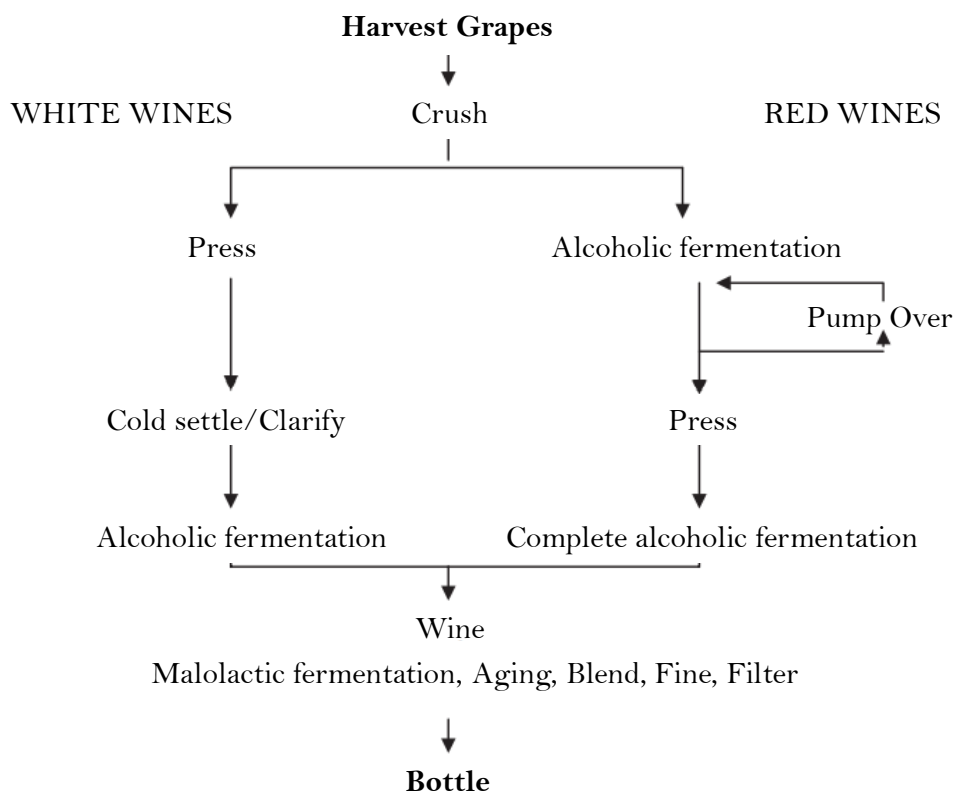 Harvest Grapes
WHITE WINES Crush RED WINES
Press Alcoholic fermentation
Pump Over
Cold settle/Clarify Press
Alcoholic fermentation Complete alcoholic fermentation
Wine
Malolactic fermentation, Aging, Blend, Fine, Filter
Bottle